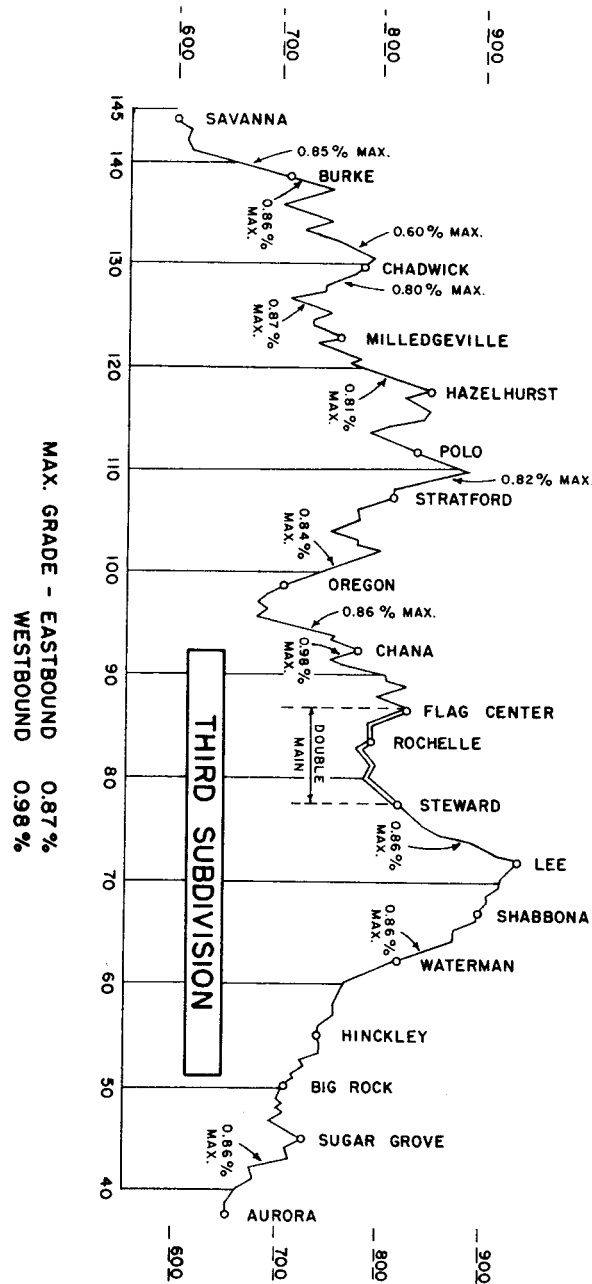 600
700
800
900
145
140
130
120
110
100
90
80
70
60
50
40
SAVANNA
0.85% MAX.
BURKE
0.86%
MAX.
0.60% MAX.
CHADWICK
0.80% MAX.
0.87%
MAX.
MILLEDGEVILLE
0.81%
MAX.
HAZELHURST
POLO
0.82% MAX.
STRATFORD
0.84%
MAX.
OREGON
0.86% MAX.
0.98%
MAX.
CHANA
FLAG CENTER
DOUBLE
MAIN
ROCHELLE
STEWARD
0.86%
MAX.
LEE
SHABBONA
0.86%
MAX.
WATERMAN
HINCKLEY
BIG ROCK
SUGAR GROVE
0.86%
MAX.
AURORA
600
700
800
900
THIRD SUBDIVISION
MAX. GRADE - EASTBOUND 0.87%
WESTBOUND 0.98%